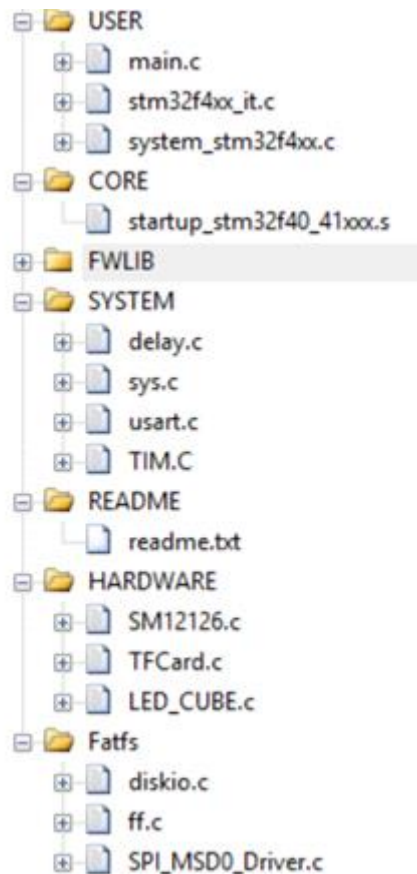 USER
main.c
stm32f4xx_it.c
system_stm32f4xx.c
CORE
startup_stm32f40_41xxx.s
FWLIB
SYSTEM
delay.c
sys.c
usart.c
TIM.C
README
readme.txt
HARDWARE
SM12126.c
TFCard.c
LED_CUBE.c
Fatfs
diskio.c
ff.c
SPI_MSD0_Driver.c